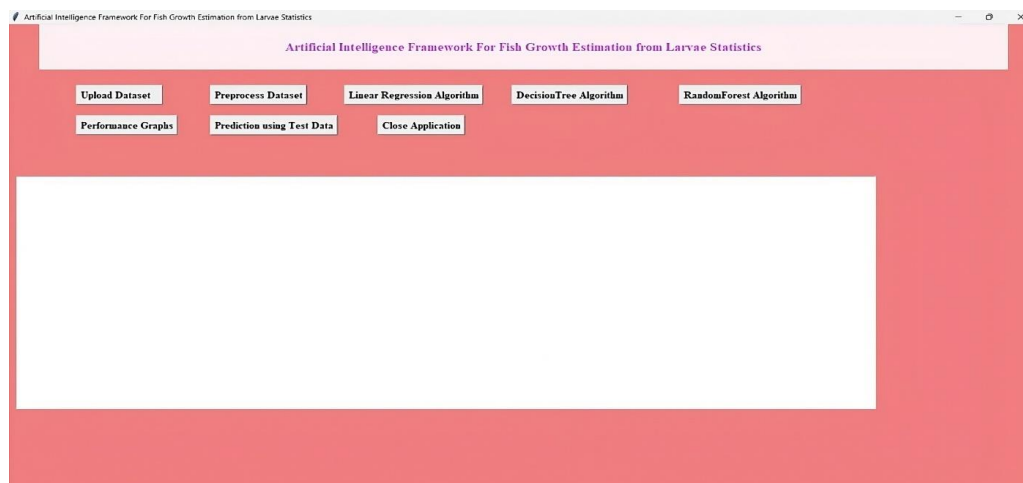 Artificial Intelligence Framework For Fish Growth Estimation from Larvae Statistics
Artificial Intelligence Framework For Fish Growth Estimation from Larvae Statistics
Upload Dataset Preprocess Dataset Linear Regression Algorithm DecisionTree Algorithm RandomForest Algorithm
Performance Graphs Prediction using Test Data Close Application